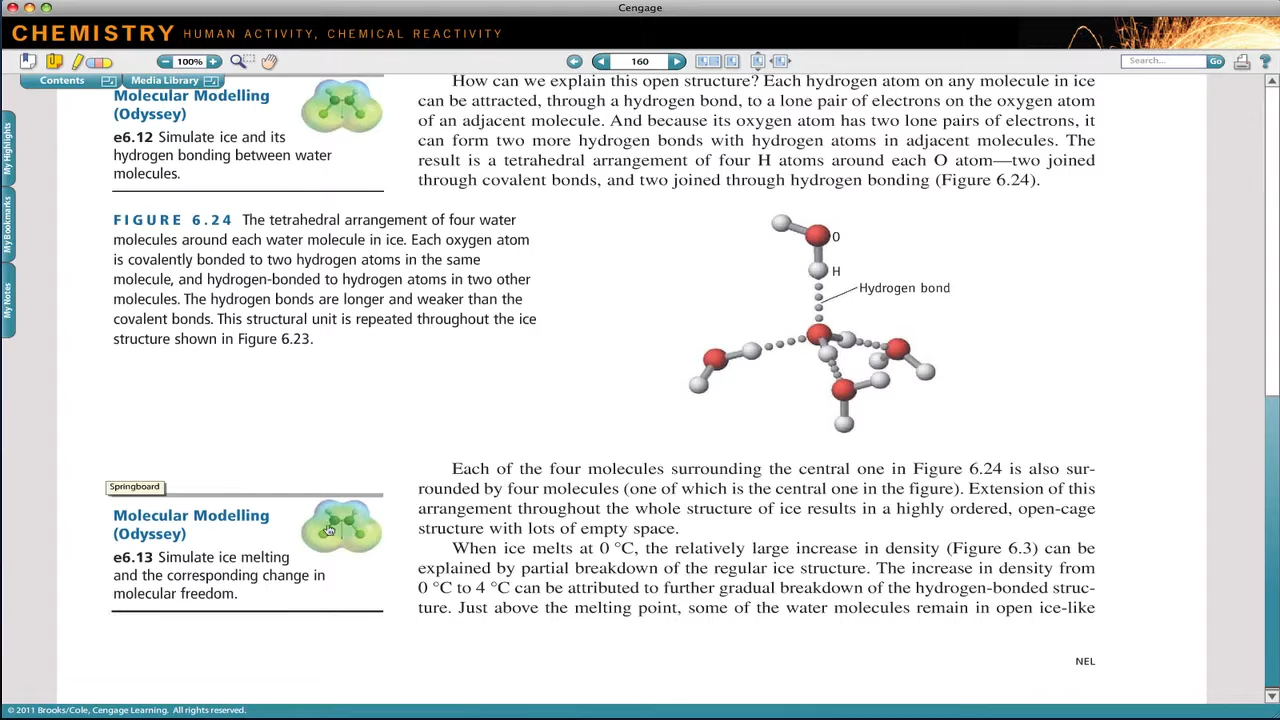 Cengage
CHEMISTRY HUMAN ACTIVITY, CHEMICAL REACTIVITY
100%
160
Search...
Go
?
Contents
Media Library
My Highlights
My Bookmarks
My Notes
Molecular Modelling
(Odyssey)
e6.12 Simulate ice and its
hydrogen bonding between water
molecules.
How can we explain this open structure? Each hydrogen atom on any molecule in ice
can be attracted, through a hydrogen bond, to a lone pair of electrons on the oxygen atom
of an adjacent molecule. And because its oxygen atom has two lone pairs of electrons, it
can form two more hydrogen bonds with hydrogen atoms in adjacent molecules. The
result is a tetrahedral arrangement of four H atoms around each O atom—two joined
through covalent bonds, and two joined through hydrogen bonding (Figure 6.24).
FIGURE 6.24 The tetrahedral arrangement of four water
molecules around each water molecule in ice. Each oxygen atom
is covalently bonded to two hydrogen atoms in the same
molecule, and hydrogen-bonded to hydrogen atoms in two other
molecules. The hydrogen bonds are longer and weaker than the
covalent bonds. This structural unit is repeated throughout the ice
structure shown in Figure 6.23.
O
H
Hydrogen bond
Springboard
Molecular Modelling
(Odyssey)
e6.13 Simulate ice melting
and the corresponding change in
molecular freedom.
Each of the four molecules surrounding the central one in Figure 6.24 is also sur-
rounded by four molecules (one of which is the central one in the figure). Extension of this
arrangement throughout the whole structure of ice results in a highly ordered, open-cage
structure with lots of empty space.
When ice melts at 0 °C, the relatively large increase in density (Figure 6.3) can be
explained by partial breakdown of the regular ice structure. The increase in density from
0 °C to 4 °C can be attributed to further gradual breakdown of the hydrogen-bonded struc-
ture. Just above the melting point, some of the water molecules remain in open ice-like
NEL
© 2011 Brooks/Cole, Cengage Learning. All rights reserved.